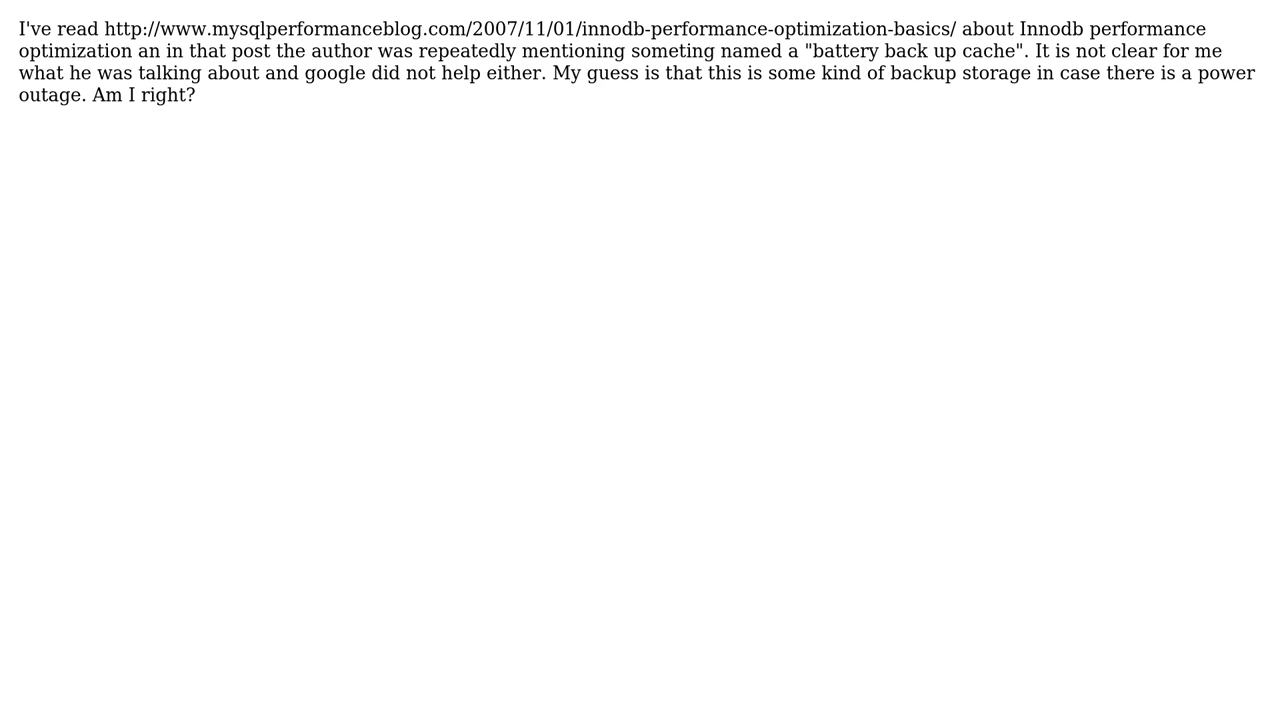 I've read http://www.mysqlperformanceblog.com/2007/11/01/innodb-performance-optimization-basics/ about Innodb performance
optimization an in that post the author was repeatedly mentioning someting named a "battery back up cache". It is not clear for me
what he was talking about and google did not help either. My guess is that this is some kind of backup storage in case there is a power
outage. Am I right?